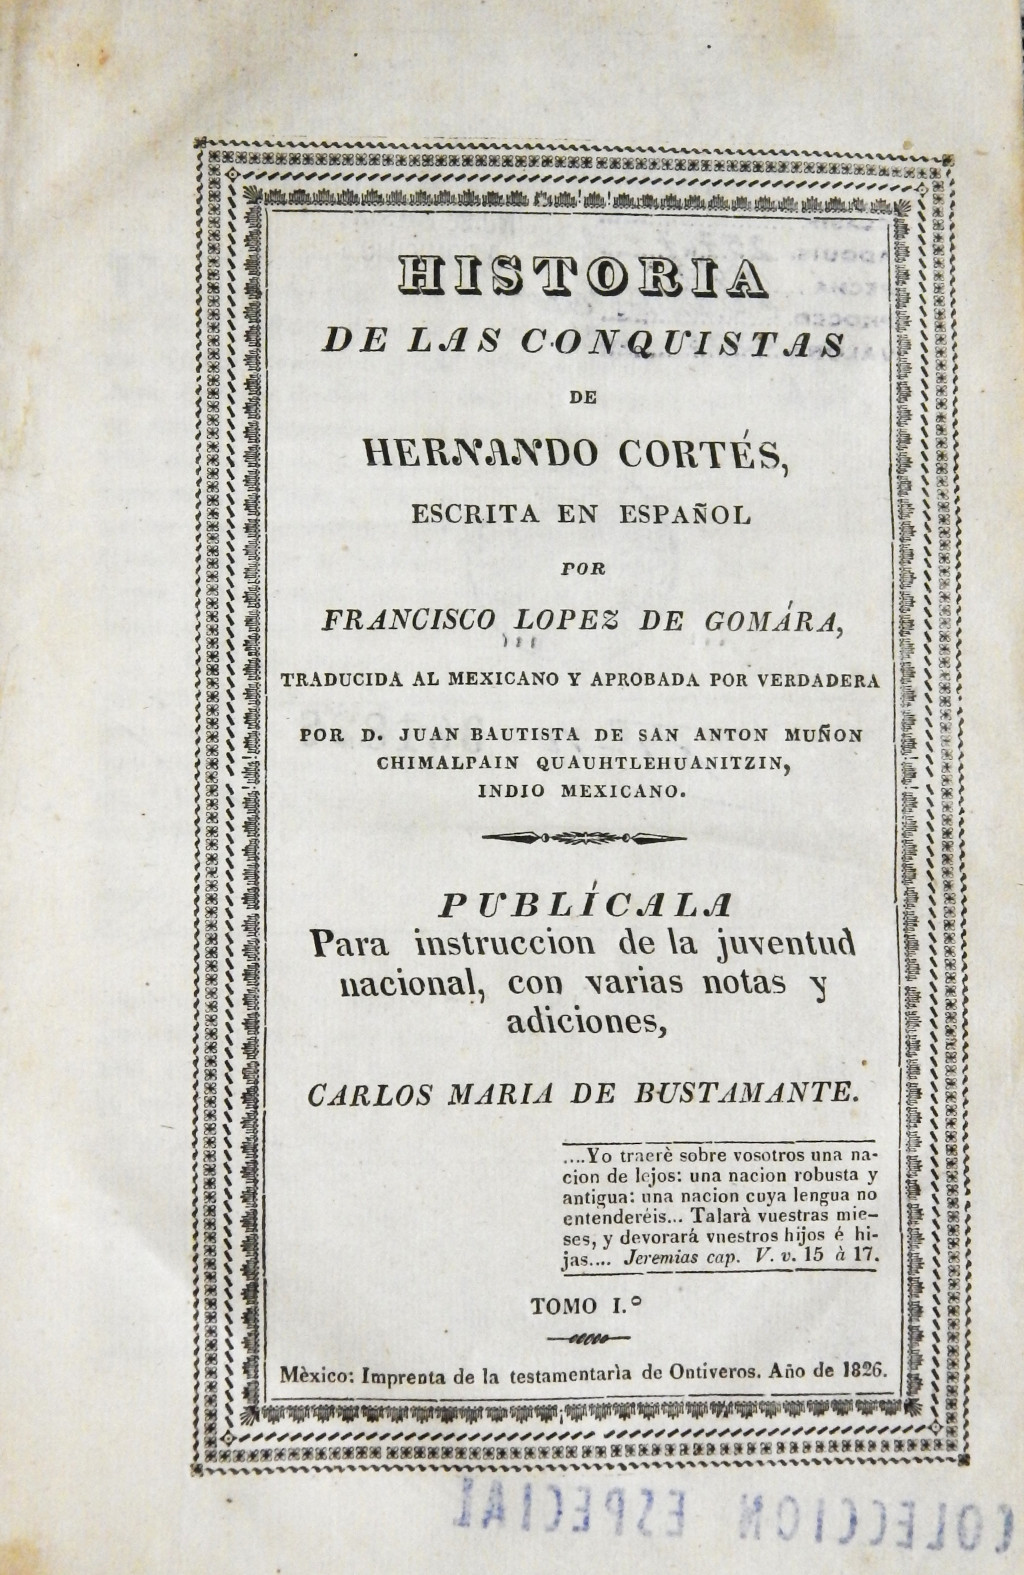 HISTORIA
DE LAS CONQUISTAS
DE
HERNANDO CORTÉS,
ESCRITA EN ESPAÑOL
POR
FRANCISCO LOPEZ DE GOMÁRA,
TRADUCIDA AL MEXICANO Y APROBADA POR VERDADERA
POR D. JUAN BAUTISTA DE SAN ANTON MUÑON
CHIMALPAIN QUAUHTLEHUANITZIN,
INDIO MEXICANO.
PUBLÍCALA
Para instruccion de la juventud
nacional, con varias notas y
adiciones,
CARLOS MARIA DE BUSTAMANTE.
....Yo traerè sobre vosotros una na-
cion de lejos: una nacion robusta y
antigua: una nacion cuya lengua no
entenderéis... Talarà vuestras mie-
ses, y devorará vuestros hijos é hi-
jas.... Jeremias cap. V. v. 15 à 17.
TOMO I.º
Mèxico: Imprenta de la testamentarìa de Ontiveros. Año de 1826.
COLECCION ESPECIAL